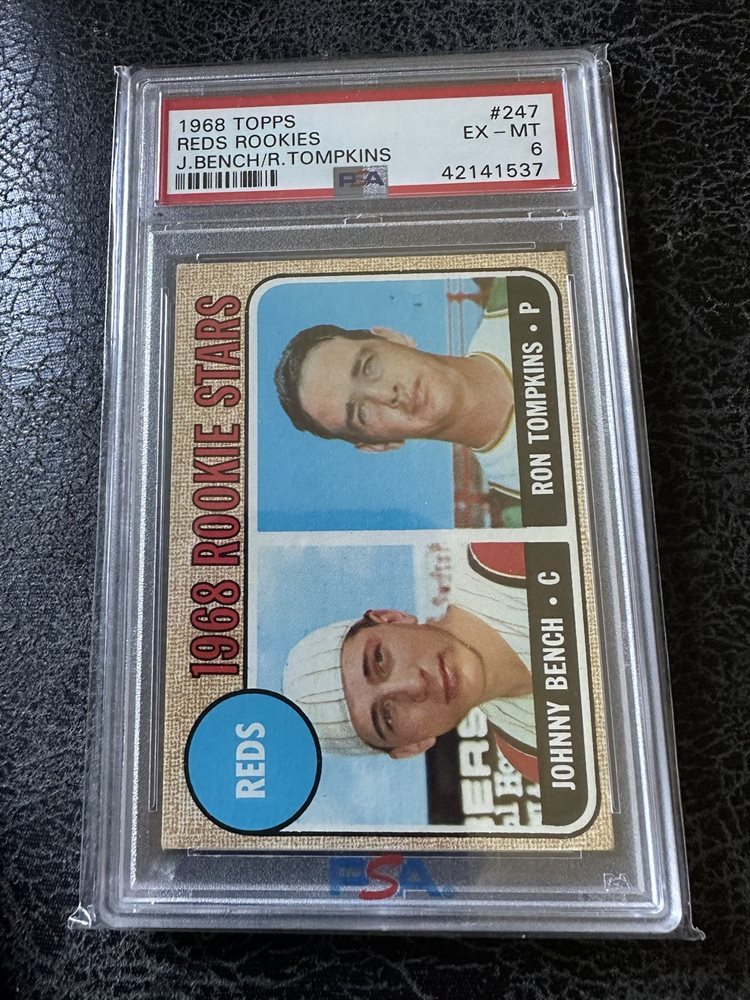 1968 TOPPS #247
REDS ROOKIES EX - MT
J.BENCH/R.TOMPKINS 6
PSA 42141537
1968 ROOKIE STARS
REDS
JOHNNY BENCH • C
RON TOMPKINS • P
PSA